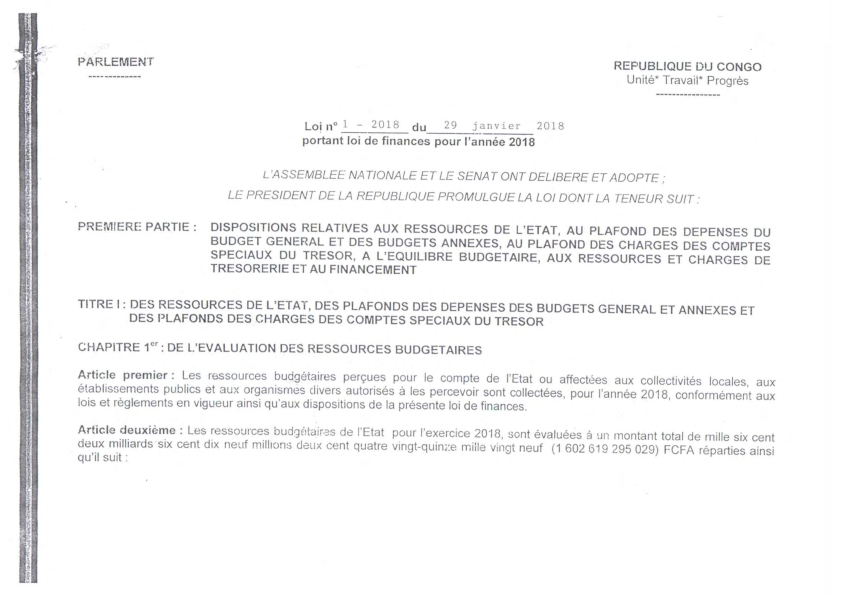 PARLEMENT
-------------
REPUBLIQUE DU CONGO
Unité* Travail* Progrès
----------------
Loi n° 1 - 2018 du 29 janvier 2018
portant loi de finances pour l'année 2018
L'ASSEMBLEE NATIONALE ET LE SENAT ONT DELIBERE ET ADOPTE ;
LE PRESIDENT DE LA REPUBLIQUE PROMULGUE LA LOI DONT LA TENEUR SUIT :
PREMIERE PARTIE : DISPOSITIONS RELATIVES AUX RESSOURCES DE L'ETAT, AU PLAFOND DES DEPENSES DU
BUDGET GENERAL ET DES BUDGETS ANNEXES, AU PLAFOND DES CHARGES DES COMPTES
SPECIAUX DU TRESOR, A L'EQUILIBRE BUDGETAIRE, AUX RESSOURCES ET CHARGES DE
TRESORERIE ET AU FINANCEMENT
TITRE I : DES RESSOURCES DE L'ETAT, DES PLAFONDS DES DEPENSES DES BUDGETS GENERAL ET ANNEXES ET
DES PLAFONDS DES CHARGES DES COMPTES SPECIAUX DU TRESOR
CHAPITRE 1er : DE L'EVALUATION DES RESSOURCES BUDGETAIRES
Article premier : Les ressources budgétaires perçues pour le compte de l'Etat ou affectées aux collectivités locales, aux
établissements publics et aux organismes divers autorisés à les percevoir sont collectées, pour l'année 2018, conformément aux
lois et règlements en vigueur ainsi qu'aux dispositions de la présente loi de finances.
Article deuxième : Les ressources budgétaires de l'Etat pour l'exercice 2018, sont évaluées à un montant total de mille six cent
deux milliards six cent dix neuf millions deux cent quatre vingt-quinze mille vingt neuf (1 602 619 295 029) FCFA réparties ainsi
qu'il suit :